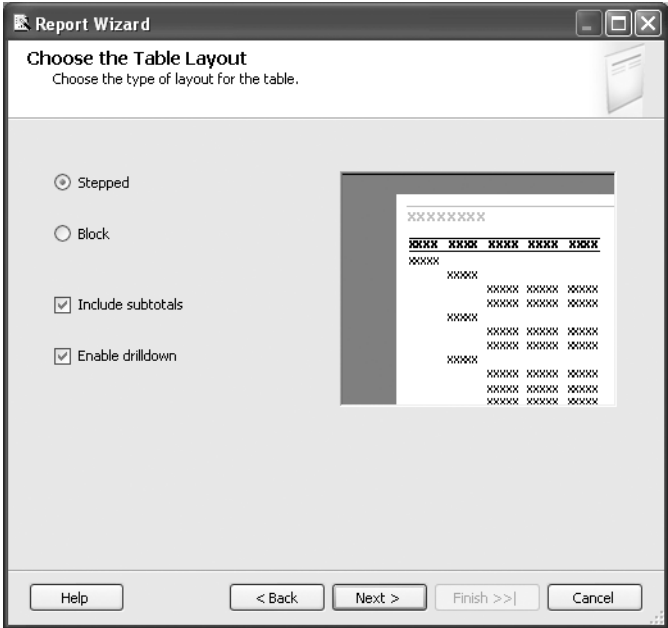 Report Wizard
Choose the Table Layout
Choose the type of layout for the table.
Stepped
Block
Include subtotals
Enable drilldown
XXXXXXXX
XXXX XXXX XXXX XXXX XXXX
XXXXX
XXXXX
XXXXX XXXXX XXXXX
XXXXX XXXXX XXXXX
XXXXX
XXXXX XXXXX XXXXX
XXXXX XXXXX XXXXX
XXXXX
XXXXX XXXXX XXXXX
XXXXX XXXXX XXXXX
XXXXX XXXXX XXXXX
Help < Back Next > Finish >>| Cancel